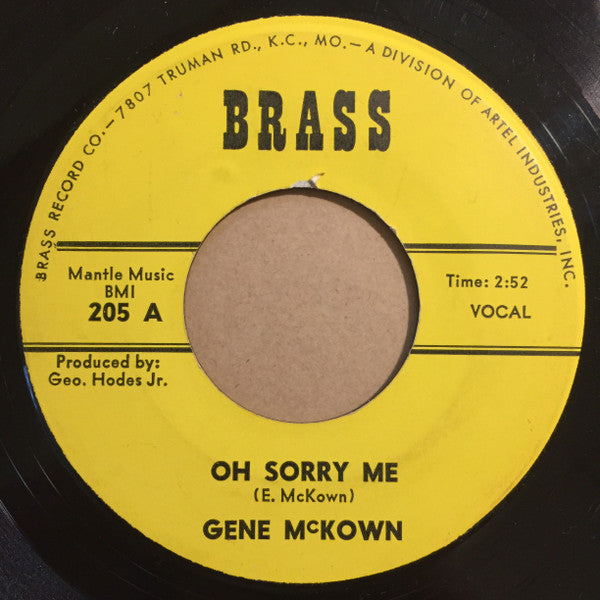 BRASS RECORD CO.—7807 TRUMAN RD., K.C., MO.—A DIVISION OF ARTEL INDUSTRIES, INC.
BRASS
Mantle Music
BMI
205 A
Time: 2:52
VOCAL
Produced by:
Geo. Hodes Jr.
OH SORRY ME
(E. McKown)
GENE McKOWN